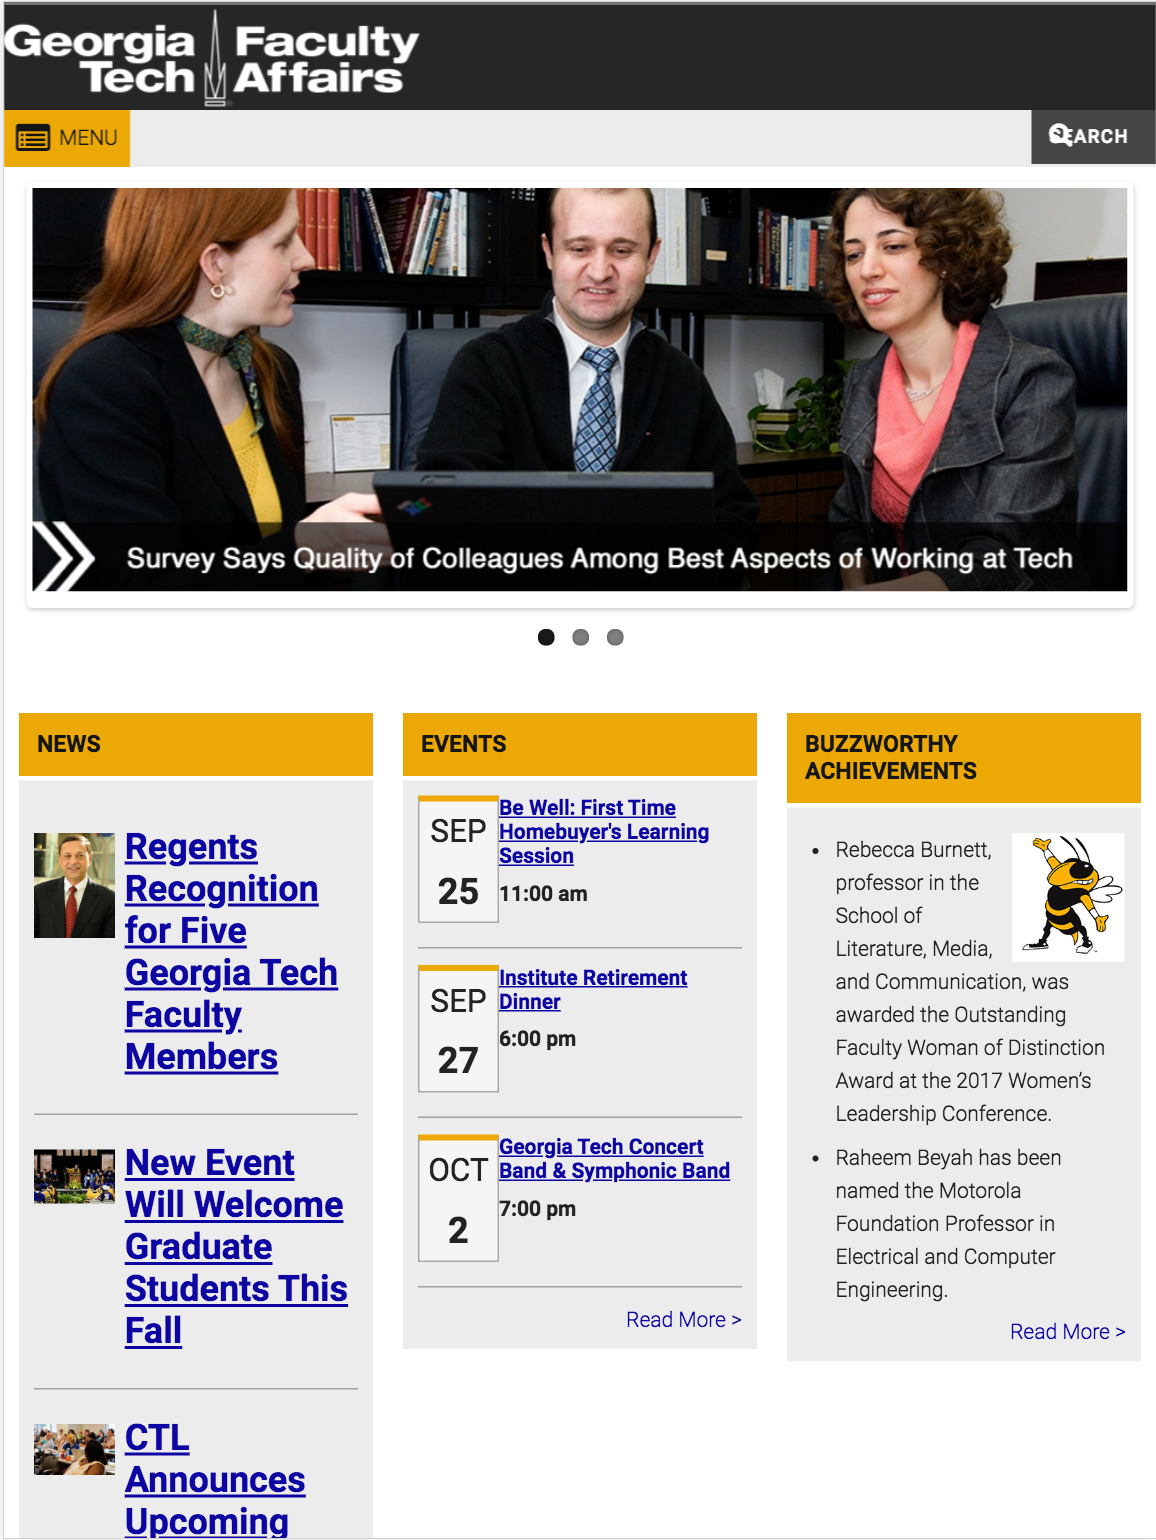 Georgia Tech
Faculty Affairs
MENU
SEARCH
Survey Says Quality of Colleagues Among Best Aspects of Working at Tech
NEWS
Regents
Recognition
for Five
Georgia Tech
Faculty
Members
New Event
Will Welcome
Graduate
Students This
Fall
CTL
Announces
Upcoming
EVENTS
SEP
25
Be Well: First Time
Homebuyer's Learning
Session
11:00 am
SEP
27
Institute Retirement
Dinner
6:00 pm
OCT
2
Georgia Tech Concert
Band & Symphonic Band
7:00 pm
Read More >
BUZZWORTHY
ACHIEVEMENTS
• Rebecca Burnett,
professor in the
School of
Literature, Media,
and Communication, was
awarded the Outstanding
Faculty Woman of Distinction
Award at the 2017 Women’s
Leadership Conference.
• Raheem Beyah has been
named the Motorola
Foundation Professor in
Electrical and Computer
Engineering.
Read More >